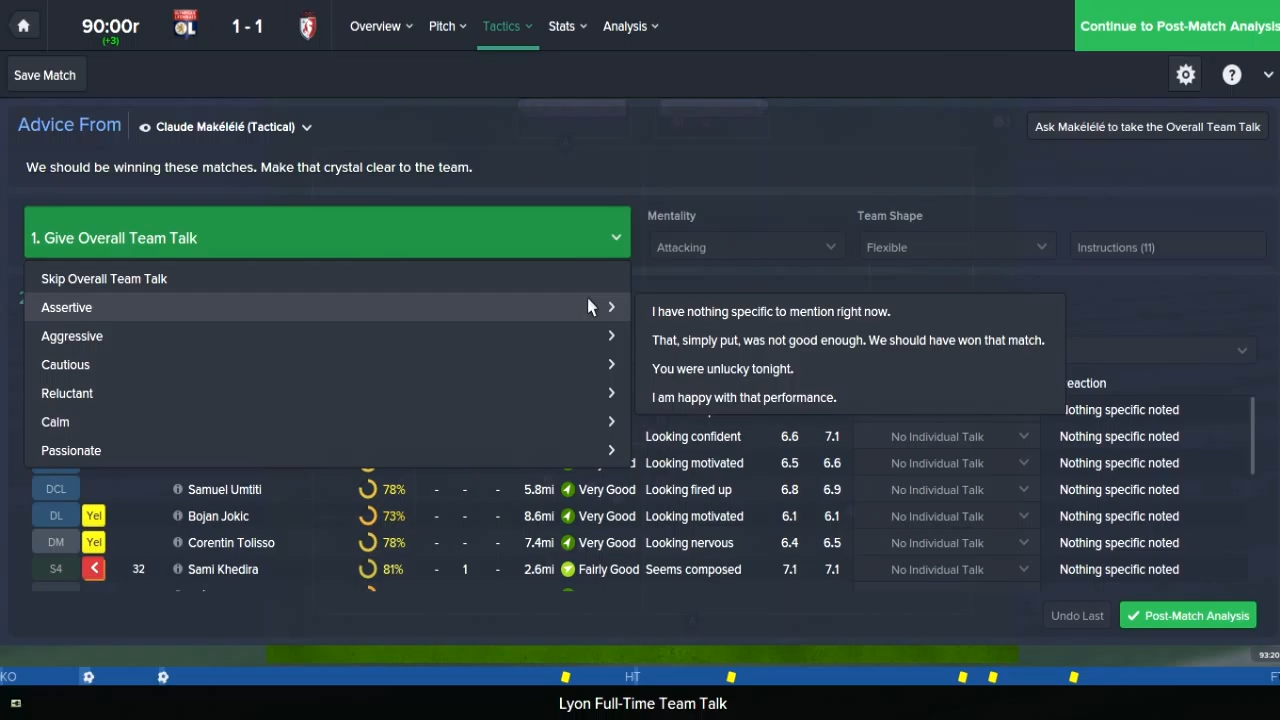 90:00r
(+3)
1 - 1
Overview
Pitch
Tactics
Stats
Analysis
Continue to Post-Match Analysis
Save Match
Advice From
Claude Makélélé (Tactical)
Ask Makélélé to take the Overall Team Talk
We should be winning these matches. Make that crystal clear to the team.
1. Give Overall Team Talk
Mentality
Team Shape
Attacking
Flexible
Instructions (11)
Skip Overall Team Talk
Assertive
Aggressive
Cautious
Reluctant
Calm
Passionate
I have nothing specific to mention right now.
That, simply put, was not good enough. We should have won that match.
You were unlucky tonight.
I am happy with that performance.
eaction
Nothing specific noted
Looking confident 6.6 7.1 No Individual Talk Nothing specific noted
Looking motivated 6.5 6.6 No Individual Talk Nothing specific noted
DCL Samuel Umtiti 78% - - - 5.8mi Very Good Looking fired up 6.8 6.9 No Individual Talk Nothing specific noted
DL Yel Bojan Jokic 73% - - - 8.6mi Very Good Looking motivated 6.1 6.1 No Individual Talk Nothing specific noted
DM Yel Corentin Tolisso 78% - - - 7.4mi Very Good Looking nervous 6.4 6.5 No Individual Talk Nothing specific noted
S4 32 Sami Khedira 81% - 1 - 2.6mi Fairly Good Seems composed 7.1 7.1 No Individual Talk Nothing specific noted
Undo Last
Post-Match Analysis
93:20
KO
HT
F
Lyon Full-Time Team Talk